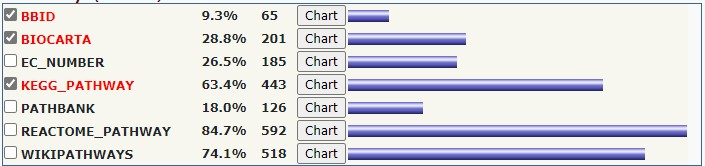 BBID 9.3% 65 Chart
BIOCARTA 28.8% 201 Chart
EC_NUMBER 26.5% 185 Chart
KEGG_PATHWAY 63.4% 443 Chart
PATHBANK 18.0% 126 Chart
REACTOME_PATHWAY 84.7% 592 Chart
WIKIPATHWAYS 74.1% 518 Chart